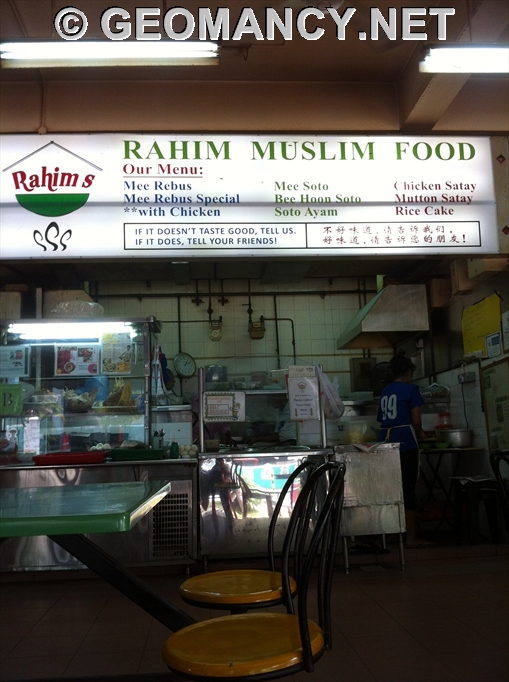 © GEOMANCY.NET
RAHIM MUSLIM FOOD
Rahim's
Our Menu:
Mee Rebus Mee Soto Chicken Satay
Mee Rebus Special Bee Hoon Soto Mutton Satay
**with Chicken Soto Ayam Rice Cake
IF IT DOESN'T TASTE GOOD, TELL US.
IF IT DOES, TELL YOUR FRIENDS!
不好味道，请告诉我们．
好味道，请告诉您的朋友！
B
99